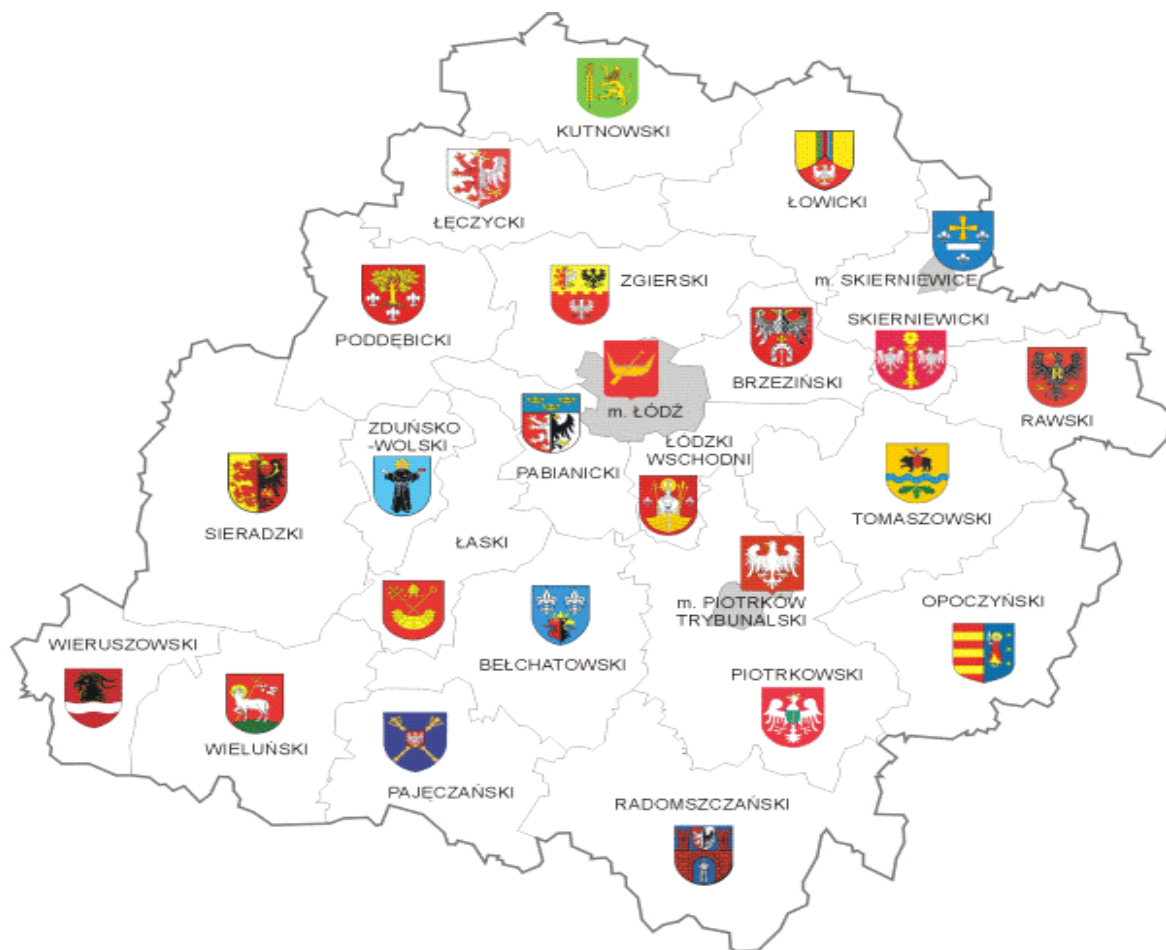 KUTNOWSKI
ŁOWICKI
ŁĘCZYCKI
m. SKIERNIEWICE
ZGIERSKI
SKIERNIEWICKI
PODDĘBICKI
BRZEZIŃSKI
RAWSKI
m. ŁÓDŹ
ZDUŃSKO
-WOLSKI
ŁÓDZKI
WSCHODNI
PABIANICKI
TOMASZOWSKI
SIERADZKI
ŁASKI
m. PIOTRKÓW
TRYBUNALSKI
OPOCZYŃSKI
WIERUSZOWSKI
BEŁCHATOWSKI
PIOTRKOWSKI
WIELUŃSKI
PAJĘCZAŃSKI
RADOMSZCZAŃSKI